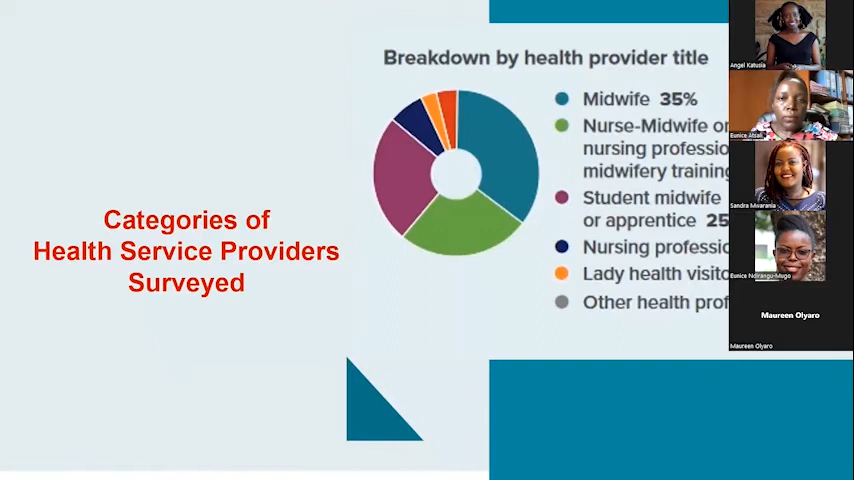 Categories of
Health Service Providers
Surveyed
Breakdown by health provider title
Midwife 35%
Nurse-Midwife or
nursing professio
midwifery training
Student midwife
or apprentice 25
Nursing professio
Lady health visito
Other health prof
Angel Katusia
Eunice Atsali
Sandra Mwarania
Eunice Ndirangu-Mugo
Maureen Olyaro
Maureen Olyaro